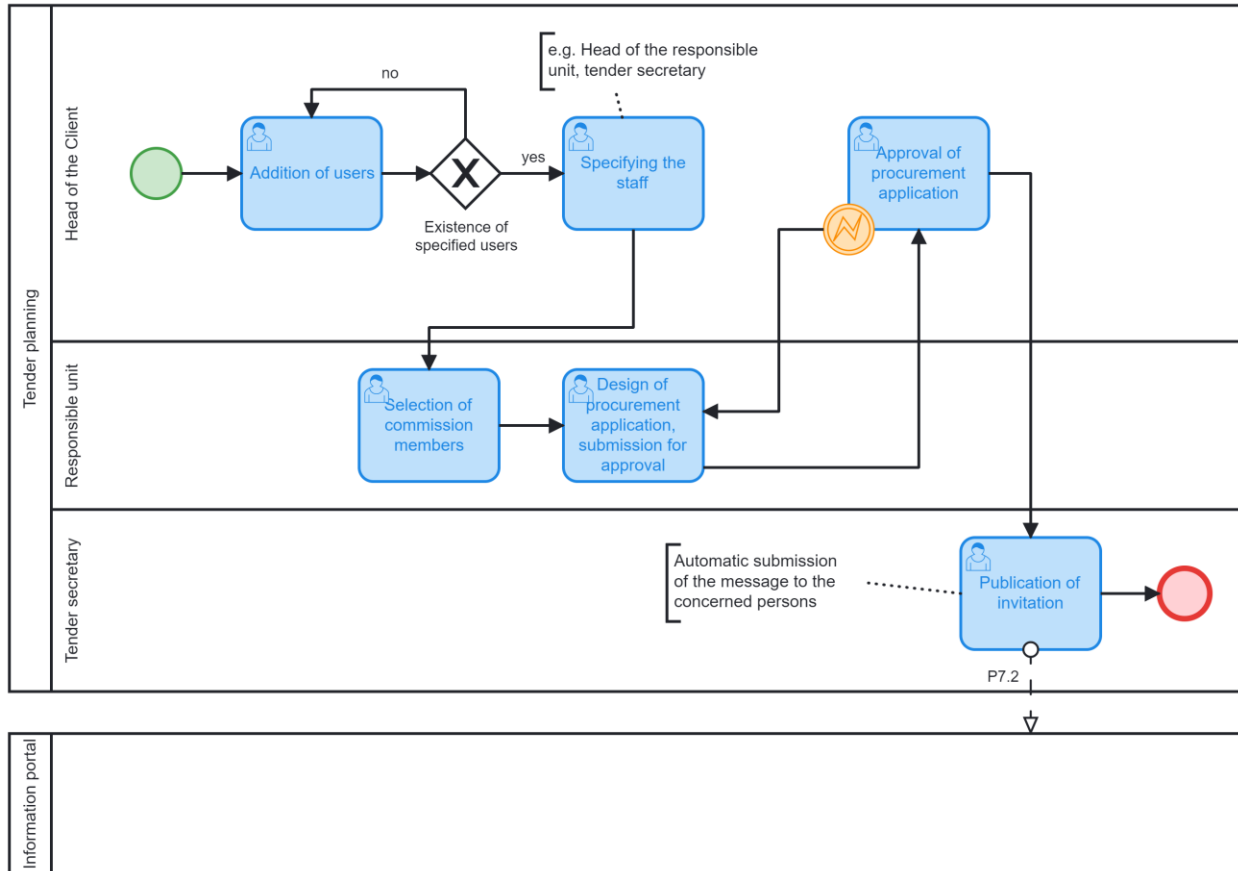 Tender planning
Head of the Client
no
e.g. Head of the responsible
unit, tender secretary
Addition of users
X
yes
Existence of
specified users
Specifying the
staff
Approval of
procurement
application
Responsible unit
Selection of
commission
members
Design of
procurement
application,
submission for
approval
Tender secretary
Automatic submission
of the message to the
concerned persons
Publication of
invitation
P7.2
Information portal